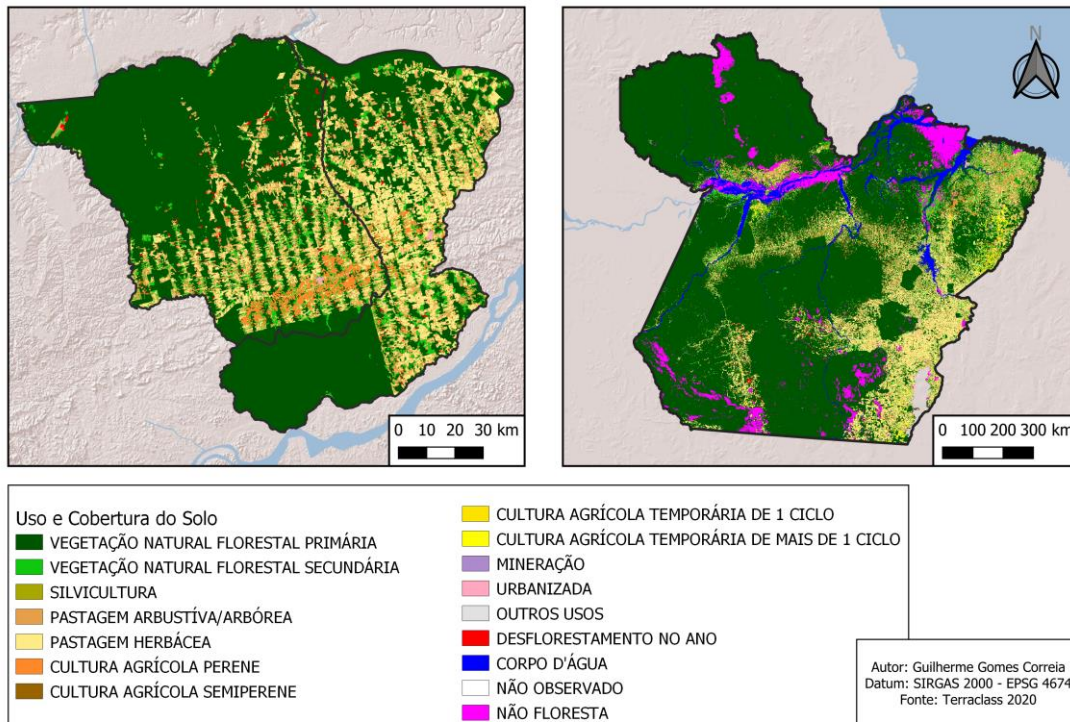 N
0 10 20 30 km
0 100 200 300 km
Uso e Cobertura do Solo
VEGETAÇÃO NATURAL FLORESTAL PRIMÁRIA
VEGETAÇÃO NATURAL FLORESTAL SECUNDÁRIA
SILVICULTURA
PASTAGEM ARBUSTÍVA/ARBÓREA
PASTAGEM HERBÁCEA
CULTURA AGRÍCOLA PERENE
CULTURA AGRÍCOLA SEMIPERENE
CULTURA AGRÍCOLA TEMPORÁRIA DE 1 CICLO
CULTURA AGRÍCOLA TEMPORÁRIA DE MAIS DE 1 CICLO
MINERAÇÃO
URBANIZADA
OUTROS USOS
DESFLORESTAMENTO NO ANO
CORPO D'ÁGUA
NÃO OBSERVADO
NÃO FLORESTA
Autor: Guilherme Gomes Correia
Datum: SIRGAS 2000 - EPSG 4674
Fonte: Terraclass 2020